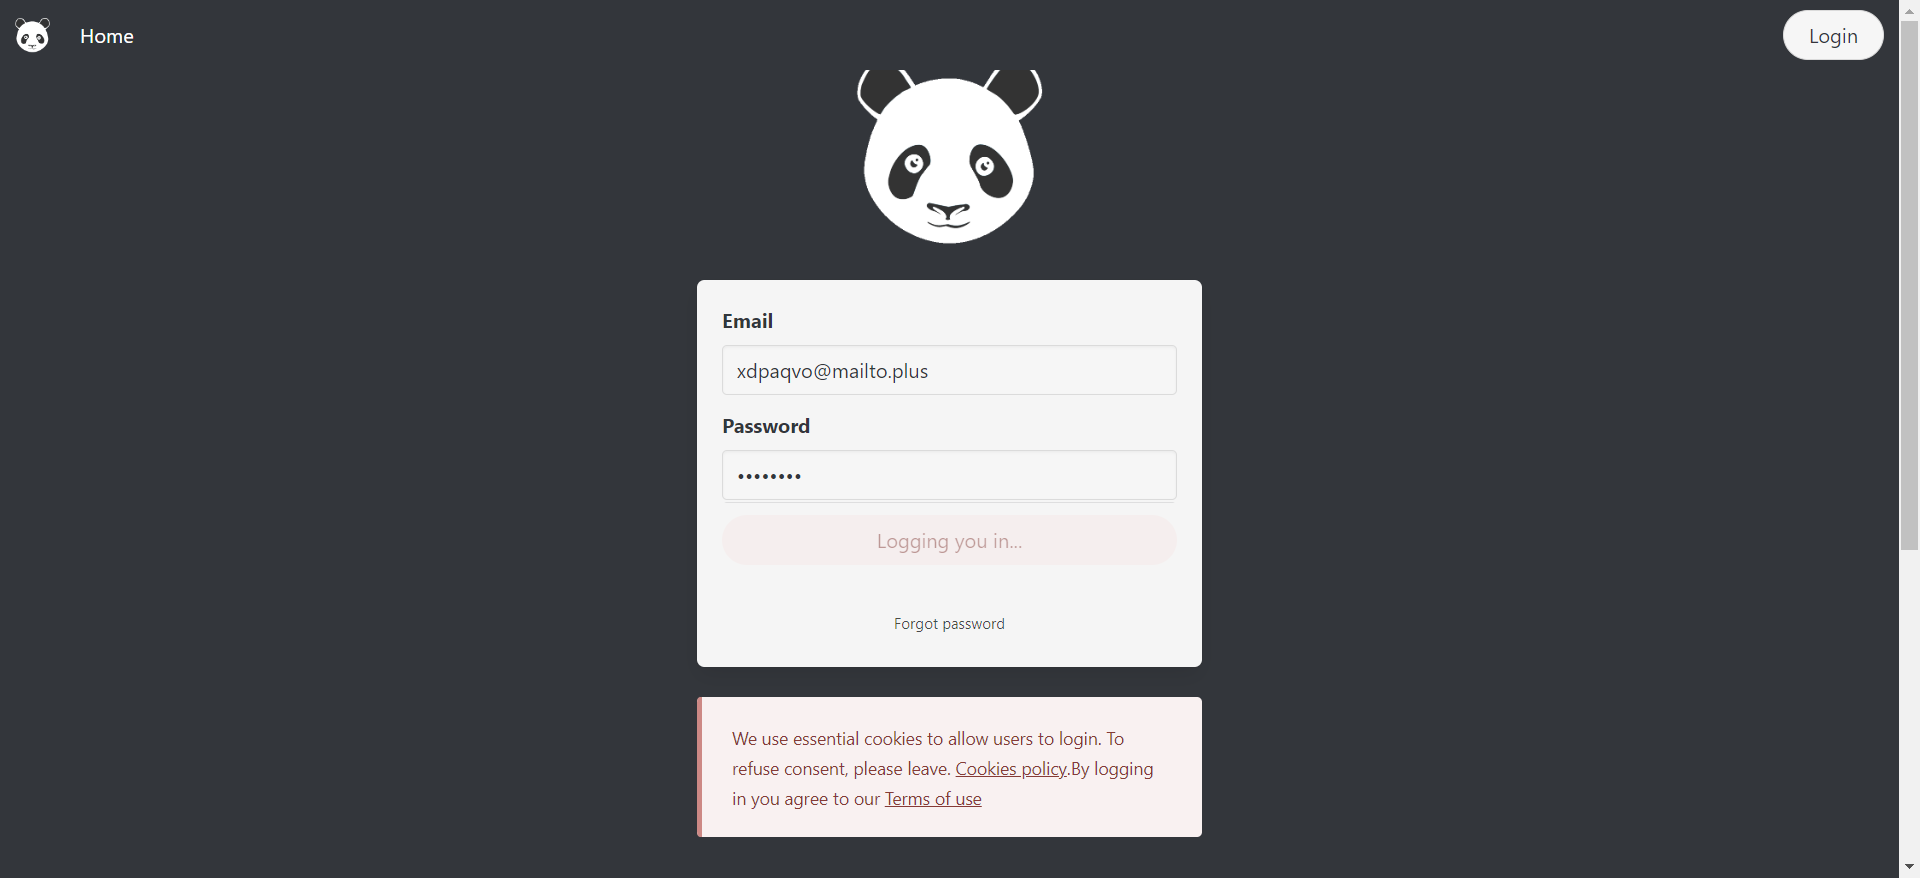 Home
Login
Email
xdpaqvo@mailto.plus
Password
••••••••
Logging you in...
Forgot password
We use essential cookies to allow users to login. To
refuse consent, please leave. Cookies policy.By logging
in you agree to our Terms of use